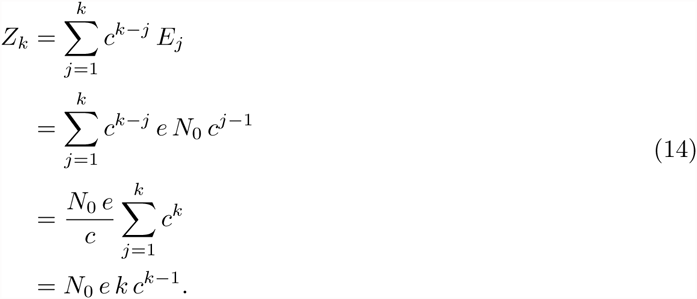 Z_k = \sum_{j=1}^{k} c^{k-j} E_j
= \sum_{j=1}^{k} c^{k-j} e N_0 c^{j-1}
(14)
= \frac{N_0 e}{c} \sum_{j=1}^{k} c^k
= N_0 e k c^{k-1}.